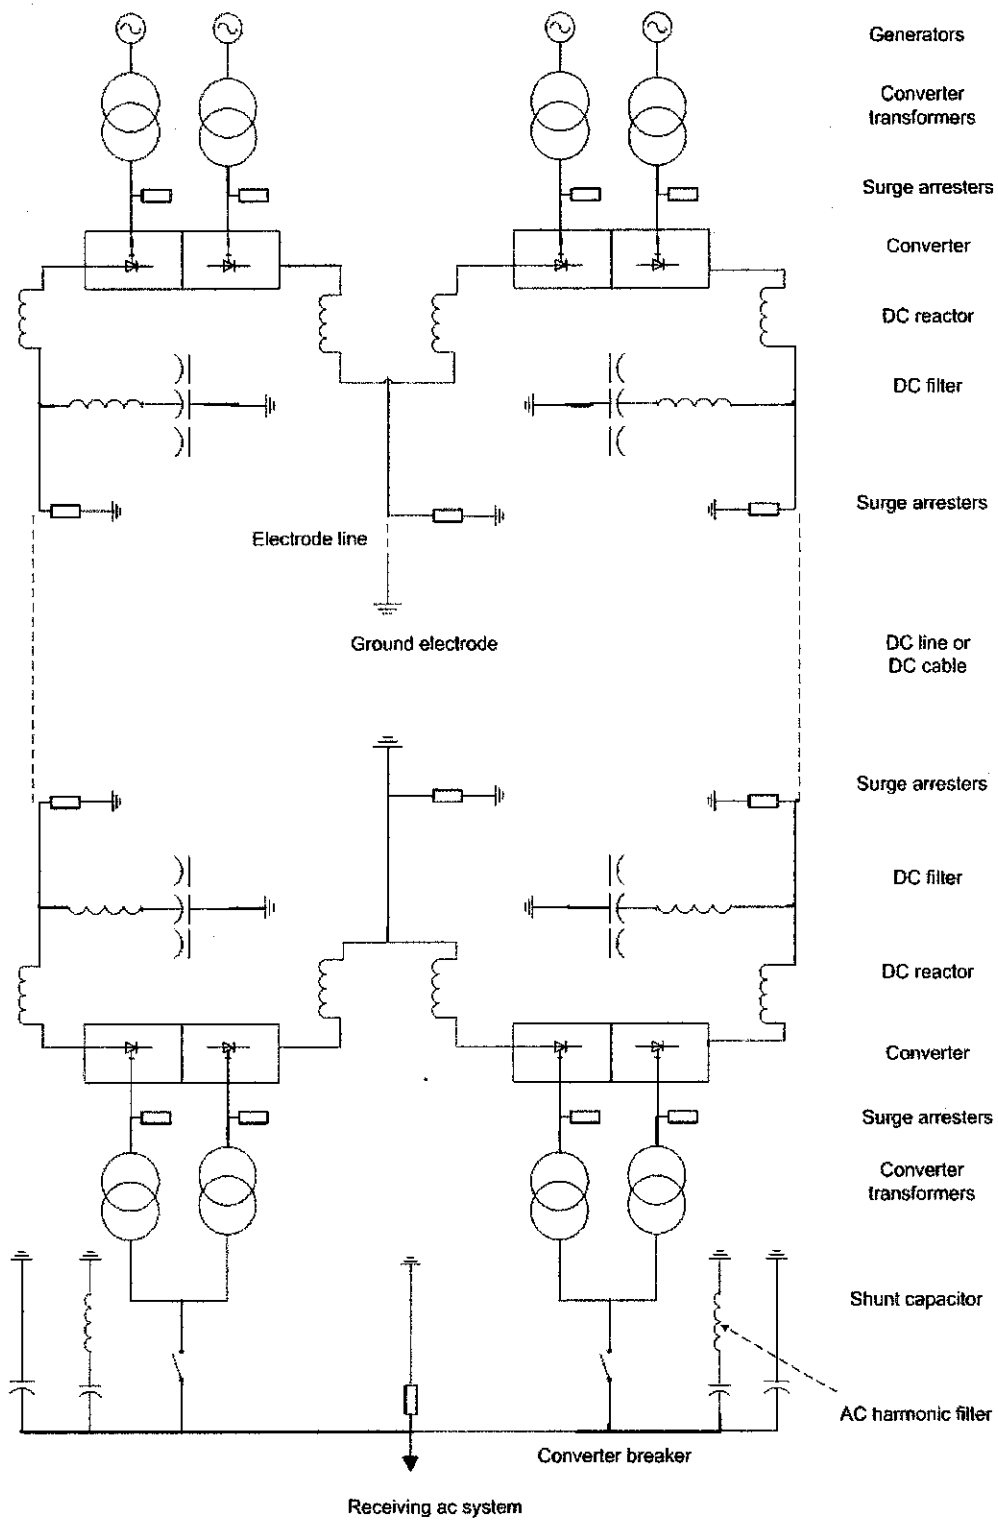 Generators
Converter
transformers
Surge arresters
Converter
DC reactor
DC filter
Surge arresters
Electrode line
Ground electrode
DC line or
DC cable
Surge arresters
DC filter
DC reactor
Converter
Surge arresters
Converter
transformers
Shunt capacitor
AC harmonic filter
Converter breaker
Receiving ac system